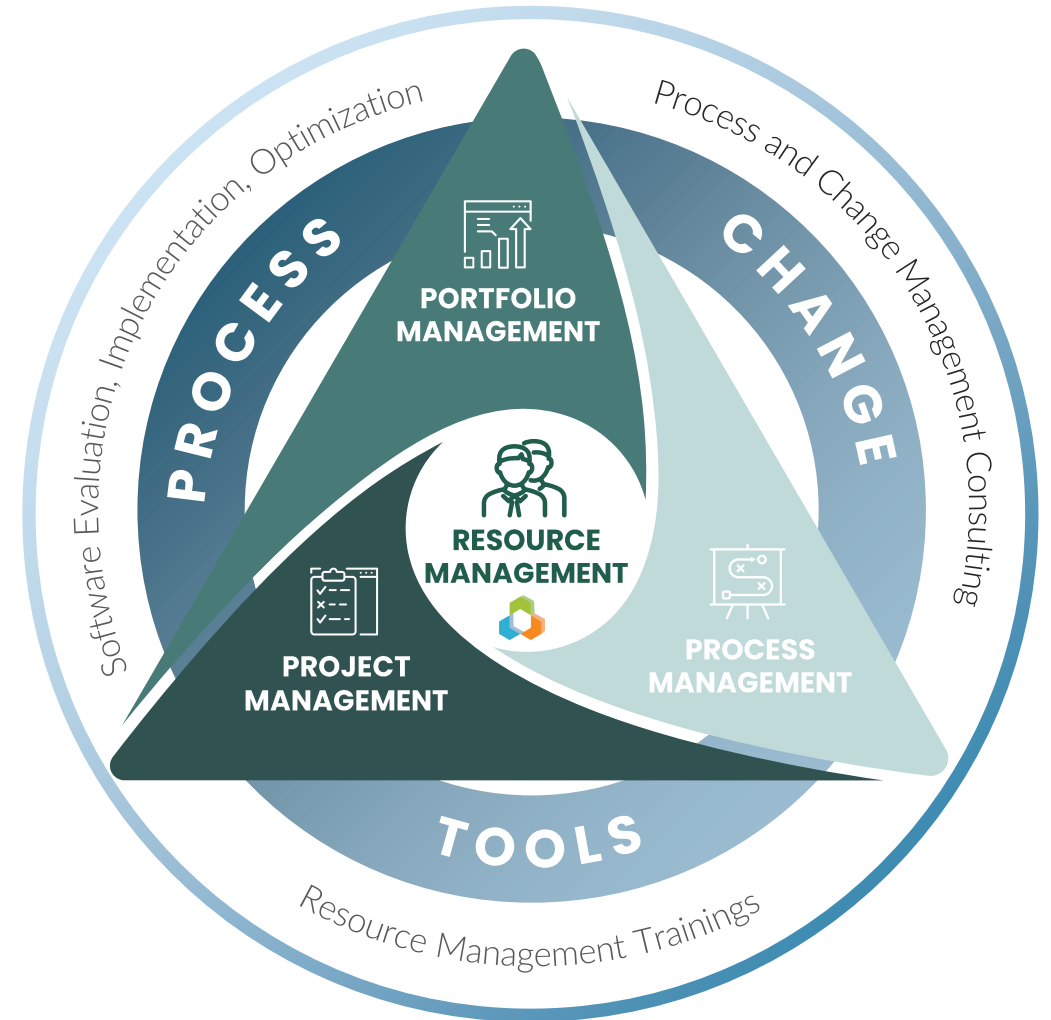 Software Evaluation, Implementation, Optimization
Process and Change Management Consulting
PROCESS
CHANGE
PORTFOLIO
MANAGEMENT
RESOURCE
MANAGEMENT
PROJECT
MANAGEMENT
PROCESS
MANAGEMENT
TOOLS
Resource Management Trainings